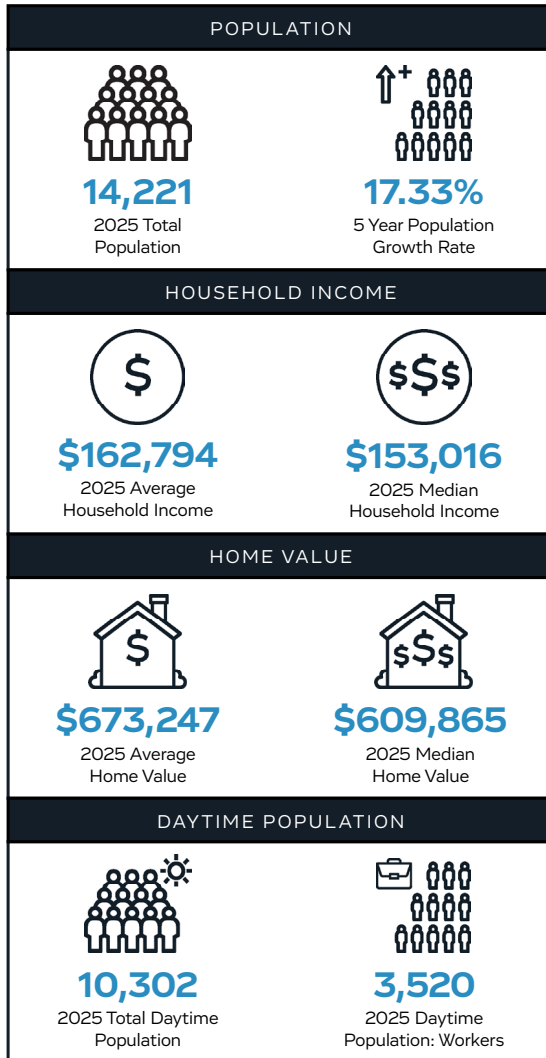 POPULATION
14,221
2025 Total
Population
17.33%
5 Year Population
Growth Rate
HOUSEHOLD INCOME
$
$162,794
2025 Average
Household Income
$$$
$153,016
2025 Median
Household Income
HOME VALUE
$
$673,247
2025 Average
Home Value
$$$
$609,865
2025 Median
Home Value
DAYTIME POPULATION
10,302
2025 Total Daytime
Population
3,520
2025 Daytime
Population: Workers